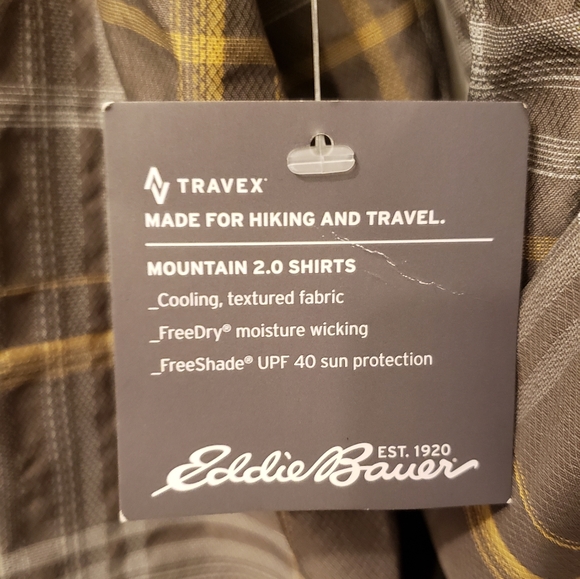 TRAVEX
MADE FOR HIKING AND TRAVEL.
MOUNTAIN 2.0 SHIRTS
_Cooling, textured fabric
_FreeDry® moisture wicking
_FreeShade® UPF 40 sun protection
EST. 1920
Eddie Bauer